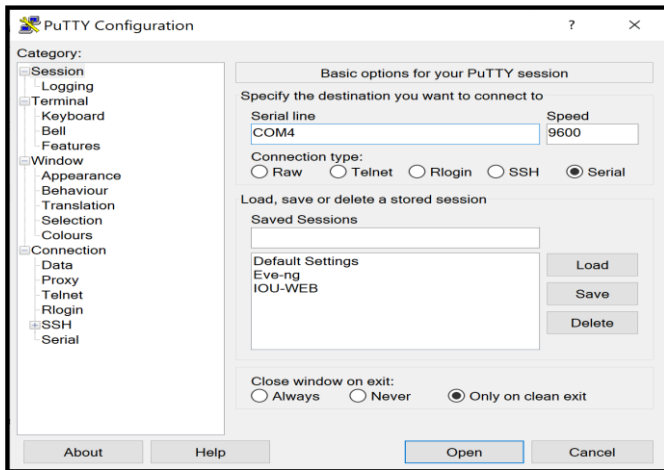 PuTTY Configuration
?
Category:
Session
Logging
Terminal
Keyboard
Bell
Features
Window
Appearance
Behaviour
Translation
Selection
Colours
Connection
Data
Proxy
Telnet
Rlogin
SSH
Serial
Basic options for your PuTTY session
Specify the destination you want to connect to
Serial line Speed
COM4 9600
Connection type:
Raw Telnet Rlogin SSH Serial
Load, save or delete a stored session
Saved Sessions
Default Settings
Eve-ng
IOU-WEB
Load
Save
Delete
Close window on exit:
Always Never Only on clean exit
About Help Open Cancel